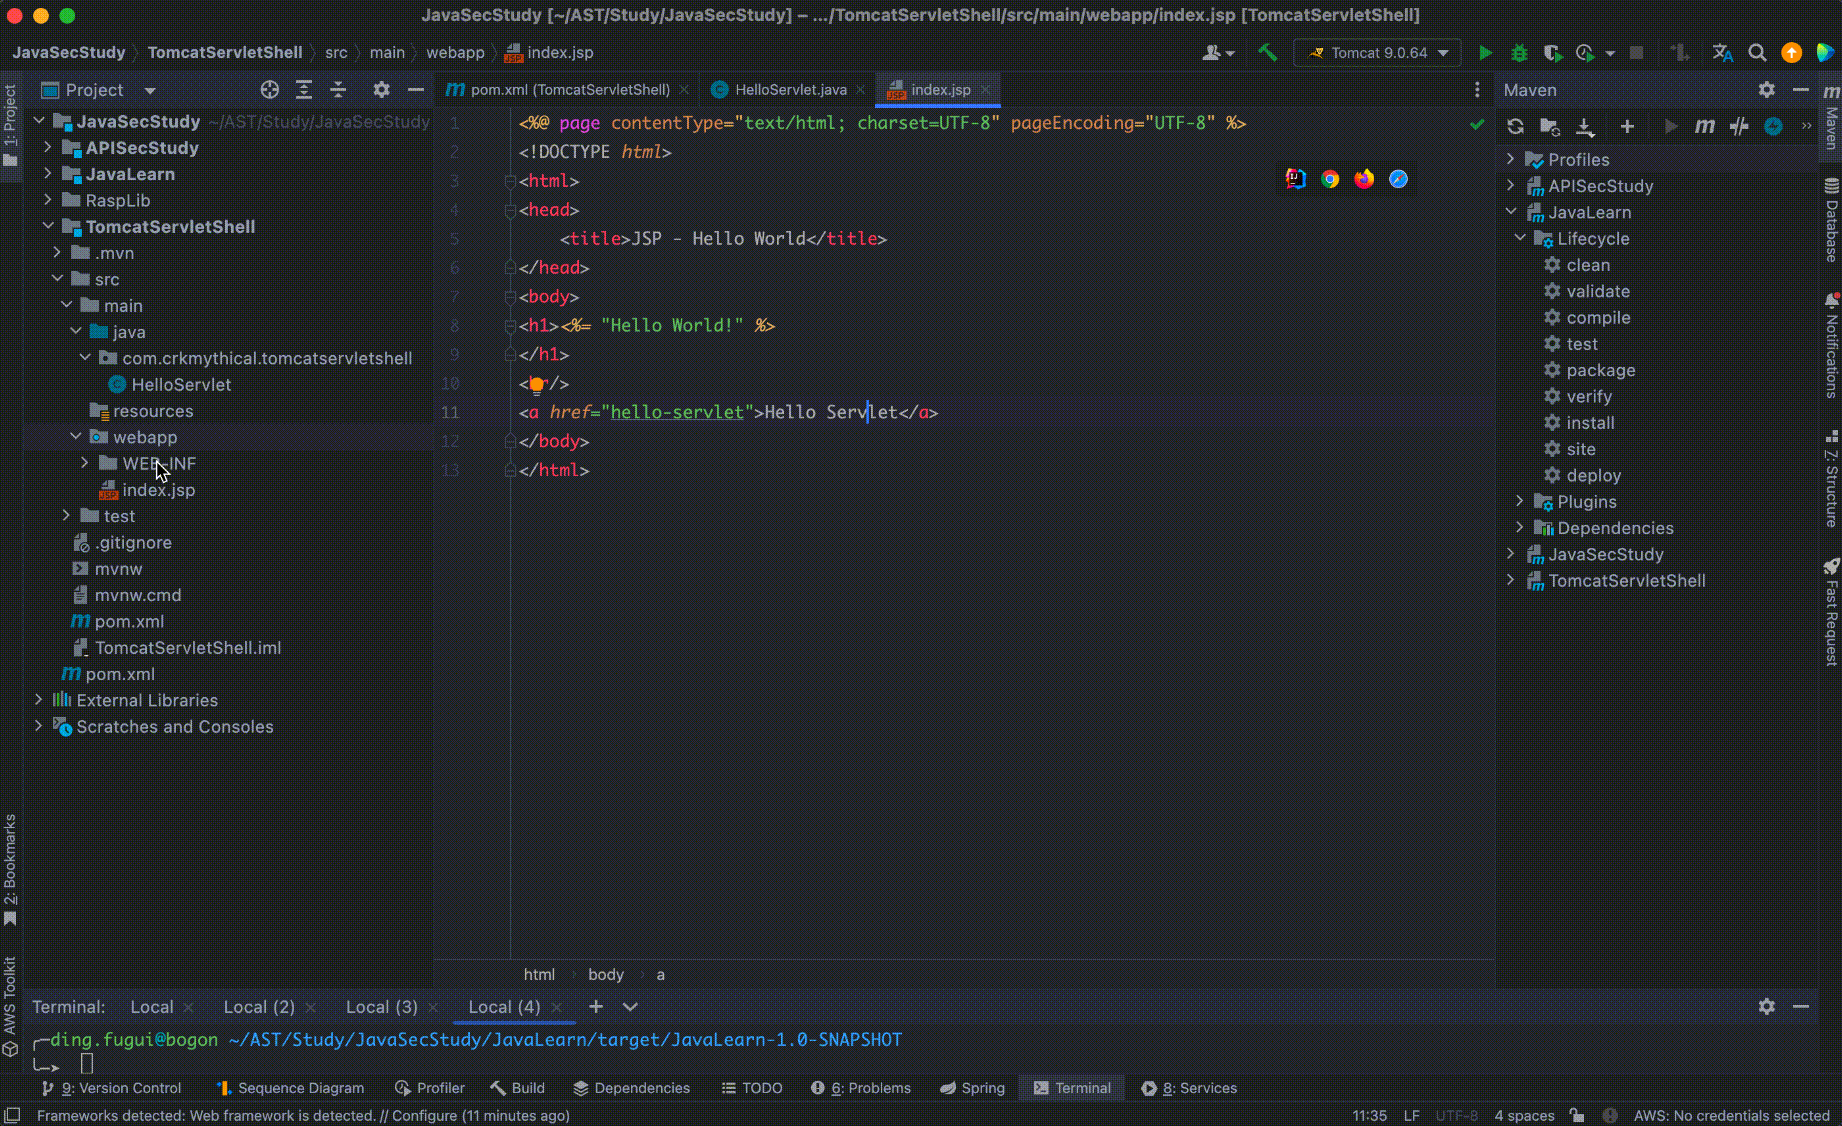 JavaSecStudy [~/AST/Study/JavaSecStudy] – .../TomcatServletShell/src/main/webapp/index.jsp [TomcatServletShell]
JavaSecStudy TomcatServletShell src main webapp index.jsp
Tomcat 9.0.64
Project
pom.xml (TomcatServletShell)
HelloServlet.java
index.jsp
Maven
1: Project
2: Bookmarks
AWS Toolkit
JavaSecStudy ~/AST/Study/JavaSecStudy
APISecStudy
JavaLearn
RaspLib
TomcatServletShell
.mvn
src
main
java
com.crkmythical.tomcatservletshell
HelloServlet
resources
webapp
WEB-INF
index.jsp
test
.gitignore
mvnw
mvnw.cmd
pom.xml
TomcatServletShell.iml
pom.xml
External Libraries
Scratches and Consoles
1 <%@ page contentType="text/html; charset=UTF-8" pageEncoding="UTF-8" %>
2 <!DOCTYPE html>
3 <html>
4 <head>
5 <title>JSP - Hello World</title>
6 </head>
7 <body>
8 <h1><%= "Hello World!" %>
9 </h1>
10 < r/>
11 <a href="hello-servlet">Hello Servlet</a>
12 </body>
13 </html>
html body a
Profiles
APISecStudy
JavaLearn
Lifecycle
clean
validate
compile
test
package
verify
install
site
deploy
Plugins
Dependencies
JavaSecStudy
TomcatServletShell
Maven
Database
Notifications
7: Structure
Fast Request
Terminal: Local Local (2) Local (3) Local (4)
ding.fugui@bogon ~/AST/Study/JavaSecStudy/JavaLearn/target/JavaLearn-1.0-SNAPSHOT
9: Version Control Sequence Diagram Profiler Build Dependencies TODO 6: Problems Spring Terminal 8: Services
Frameworks detected: Web framework is detected. // Configure (11 minutes ago)
11:35 LF UTF-8 4 spaces AWS: No credentials selected